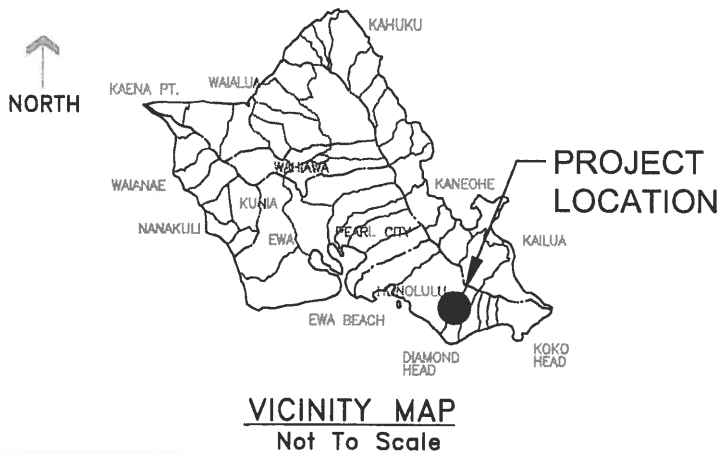 KAHUKU
WAIALUA
KAENA PT.
NORTH
PROJECT
LOCATION
WAHIAWA
KANEOHE
WAIANAE
KUNIA
NANAKULI
EWA
PEARL CITY
KAILUA
HONOLULU
EWA BEACH
DIAMOND
HEAD
KOKO
HEAD
VICINITY MAP
Not To Scale